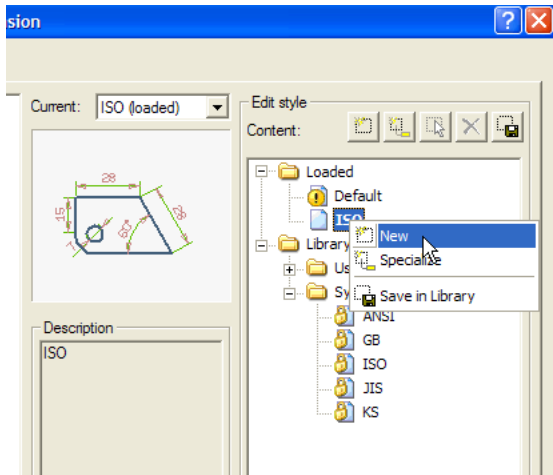 sion
Current: ISO (loaded)
Edit style
Content:
Loaded
Default
ISO
New
Library
Specialize
Us
Sy
Save in Library
ANSI
GB
ISO
JIS
KS
28
15
28
60°
7
Description
ISO